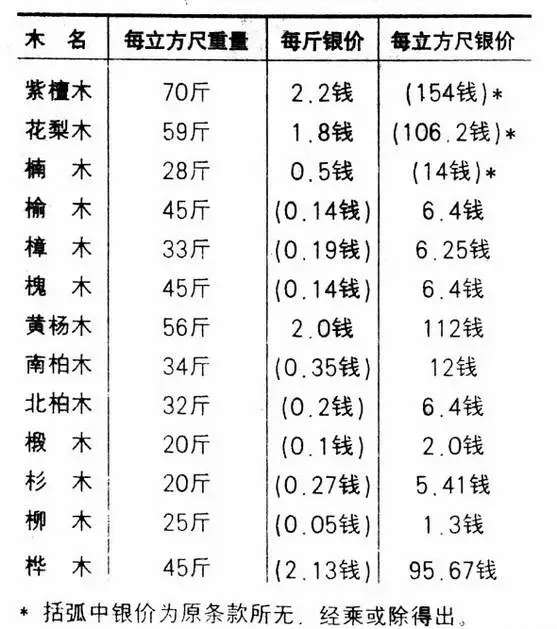 木 名 每立方尺重量 每斤银价 每立方尺银价
紫檀木 70斤 2.2钱 (154钱)*
花梨木 59斤 1.8钱 (106.2钱)*
楠 木 28斤 0.5钱 (14钱)*
榆 木 45斤 (0.14钱) 6.4钱
樟 木 33斤 (0.19钱) 6.25钱
槐 木 45斤 (0.14钱) 6.4钱
黄杨木 56斤 2.0钱 112钱
南柏木 34斤 (0.35钱) 12钱
北柏木 32斤 (0.2钱) 6.4钱
椴 木 20斤 (0.1钱) 2.0钱
杉 木 20斤 (0.27钱) 5.41钱
柳 木 25斤 (0.05钱) 1.3钱
桦 木 45斤 (2.13钱) 95.67钱
* 括弧中银价为原条款所无，经乘或除得出。